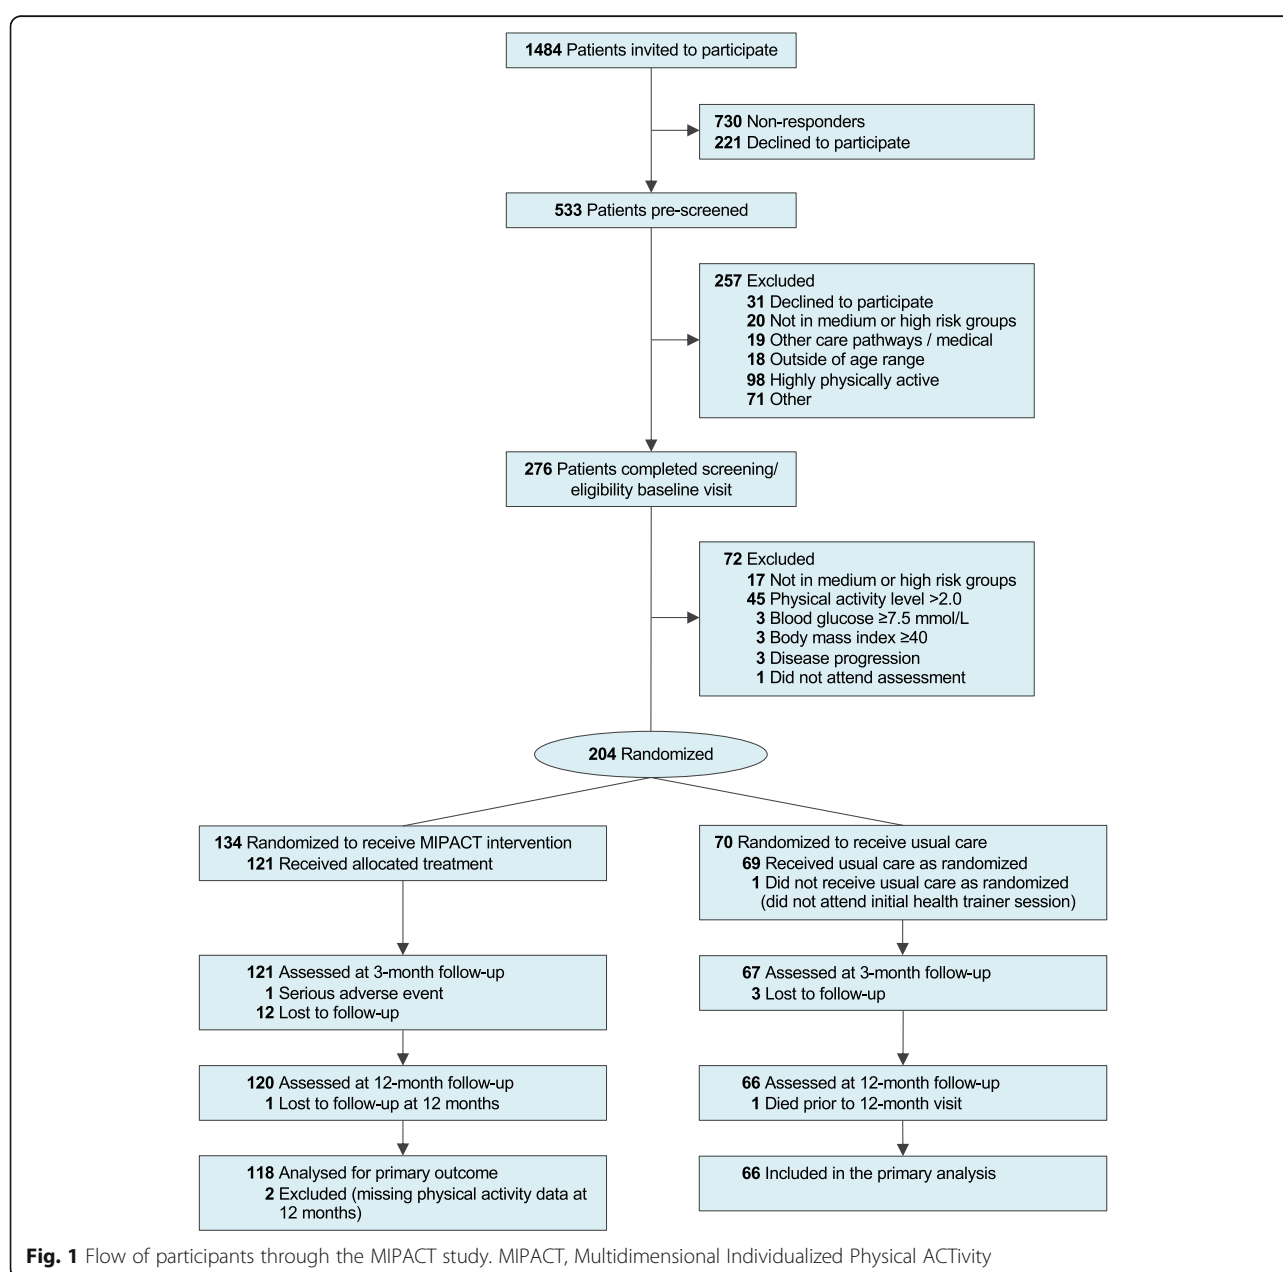 1484 Patients invited to participate
730 Non-responders
221 Declined to participate
533 Patients pre-screened
257 Excluded
31 Declined to participate
20 Not in medium or high risk groups
19 Other care pathways / medical
18 Outside of age range
98 Highly physically active
71 Other
276 Patients completed screening/
eligibility baseline visit
72 Excluded
17 Not in medium or high risk groups
45 Physical activity level >2.0
3 Blood glucose ≥7.5 mmol/L
3 Body mass index ≥40
3 Disease progression
1 Did not attend assessment
204 Randomized
134 Randomized to receive MIPACT intervention
121 Received allocated treatment
70 Randomized to receive usual care
69 Received usual care as randomized
1 Did not receive usual care as randomized
(did not attend initial health trainer session)
121 Assessed at 3-month follow-up
1 Serious adverse event
12 Lost to follow-up
67 Assessed at 3-month follow-up
3 Lost to follow-up
120 Assessed at 12-month follow-up
1 Lost to follow-up at 12 months
66 Assessed at 12-month follow-up
1 Died prior to 12-month visit
118 Analysed for primary outcome
2 Excluded (missing physical activity data at
12 months)
66 Included in the primary analysis
Fig. 1 Flow of participants through the MIPACT study. MIPACT, Multidimensional Individualized Physical ACTivity